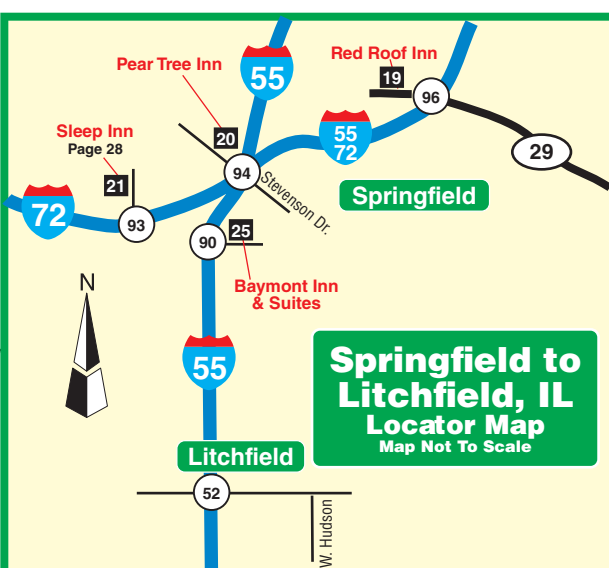 Red Roof Inn
19
96
Pear Tree Inn
55
20
Sleep Inn
Page 28
21
55
72
29
94
Stevenson Dr.
Springfield
72
93
90
25
Baymont Inn
& Suites
N
55
Springfield to
Litchfield, IL
Locator Map
Map Not To Scale
Litchfield
52
W. Hudson